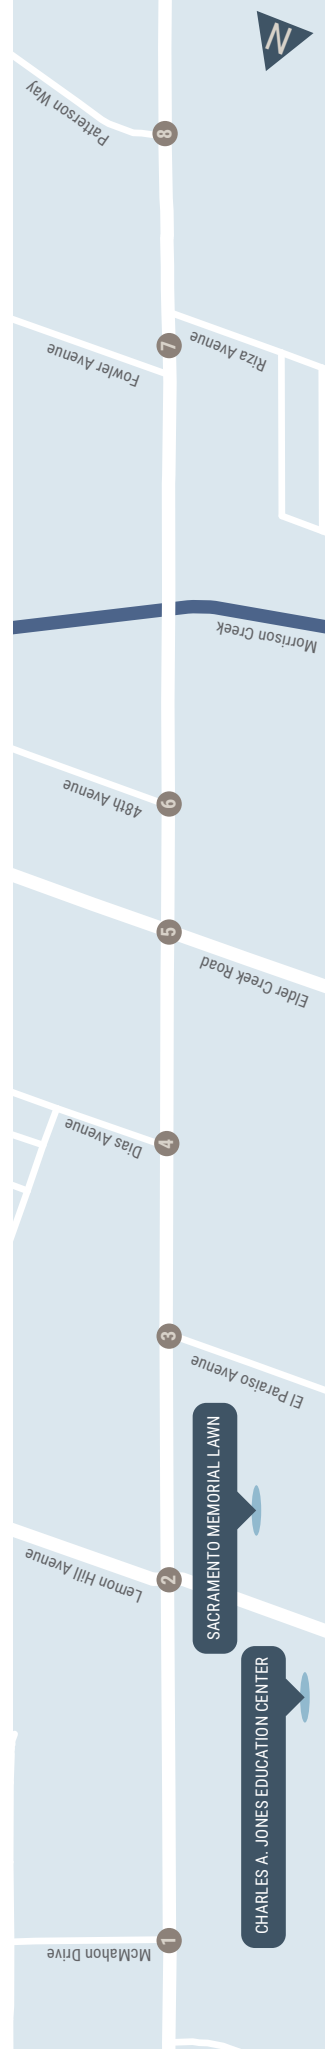 N
8
Patterson Way
7
Fowler Avenue
Riza Avenue
Morrison Creek
6
48th Avenue
5
Elder Creek Road
4
Dias Avenue
3
El Paraiso Avenue
SACRAMENTO MEMORIAL LAWN
2
Lemon Hill Avenue
CHARLES A. JONES EDUCATION CENTER
1
McMahon Drive